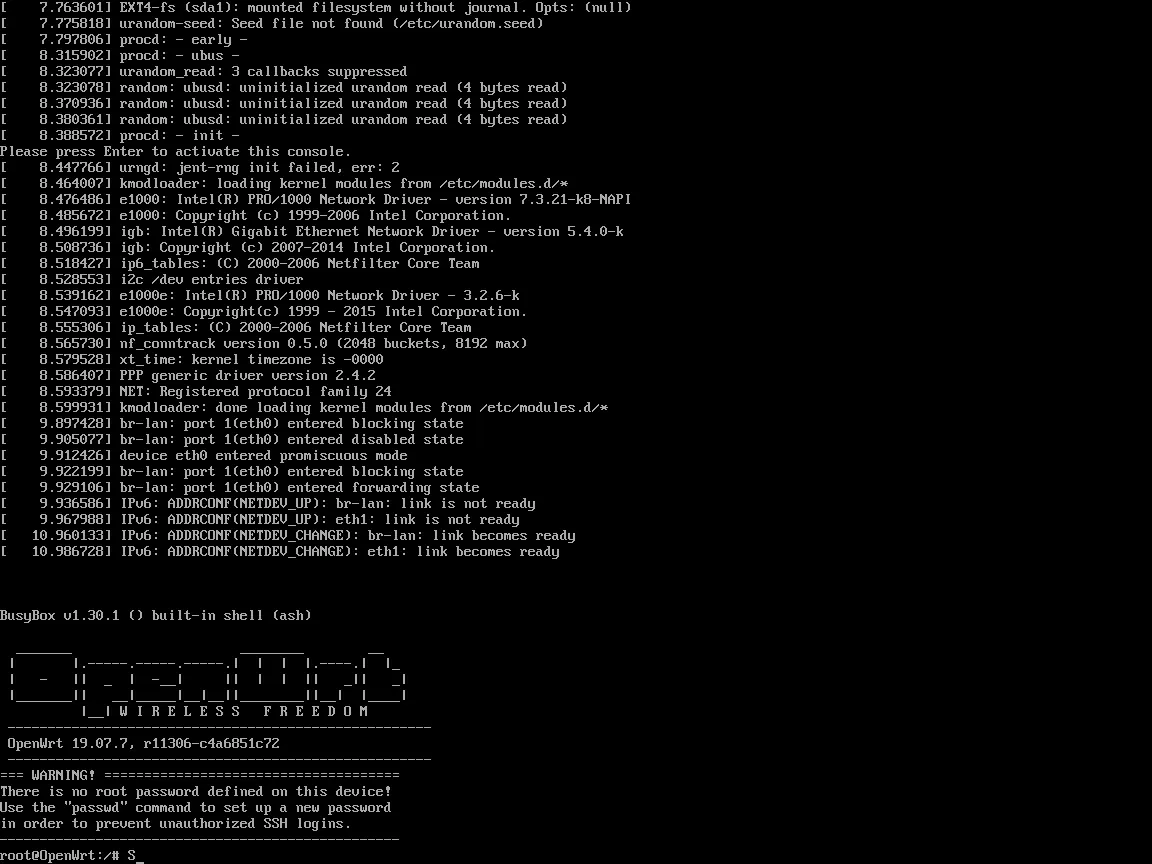 [    7.763601] EXT4-fs (sda1): mounted filesystem without journal. Opts: (null)
[    7.775818] urandom-seed: Seed file not found (/etc/urandom.seed)
[    7.797806] procd: - early -
[    8.315902] procd: - ubus -
[    8.323077] urandom_read: 3 callbacks suppressed
[    8.323078] random: ubusd: uninitialized urandom read (4 bytes read)
[    8.370936] random: ubusd: uninitialized urandom read (4 bytes read)
[    8.380361] random: ubusd: uninitialized urandom read (4 bytes read)
[    8.388572] procd: - init -
Please press Enter to activate this console.
[    8.447766] urngd: jent-rng init failed, err: 2
[    8.464007] kmodloader: loading kernel modules from /etc/modules.d/*
[    8.476486] e1000: Intel(R) PRO/1000 Network Driver - version 7.3.21-k8-NAPI
[    8.485672] e1000: Copyright (c) 1999-2006 Intel Corporation.
[    8.496199] igb: Intel(R) Gigabit Ethernet Network Driver - version 5.4.0-k
[    8.508736] igb: Copyright (c) 2007-2014 Intel Corporation.
[    8.518427] ip6_tables: (C) 2000-2006 Netfilter Core Team
[    8.528553] i2c /dev entries driver
[    8.539162] e1000e: Intel(R) PRO/1000 Network Driver - 3.2.6-k
[    8.547093] e1000e: Copyright(c) 1999 - 2015 Intel Corporation.
[    8.555306] ip_tables: (C) 2000-2006 Netfilter Core Team
[    8.565730] nf_conntrack version 0.5.0 (2048 buckets, 8192 max)
[    8.579528] xt_time: kernel timezone is -0000
[    8.586407] PPP generic driver version 2.4.2
[    8.593379] NET: Registered protocol family 24
[    8.599931] kmodloader: done loading kernel modules from /etc/modules.d/*
[    9.897428] br-lan: port 1(eth0) entered blocking state
[    9.905077] br-lan: port 1(eth0) entered disabled state
[    9.912426] device eth0 entered promiscuous mode
[    9.922199] br-lan: port 1(eth0) entered blocking state
[    9.929106] br-lan: port 1(eth0) entered forwarding state
[    9.936586] IPv6: ADDRCONF(NETDEV_UP): br-lan: link is not ready
[    9.967988] IPv6: ADDRCONF(NETDEV_UP): eth1: link is not ready
[   10.960133] IPv6: ADDRCONF(NETDEV_CHANGE): br-lan: link becomes ready
[   10.986728] IPv6: ADDRCONF(NETDEV_CHANGE): eth1: link becomes ready
BusyBox v1.30.1 () built-in shell (ash)
OpenWrt
W I R E L E S S   F R E E D O M
OpenWrt 19.07.7, r11306-c4a6851c72
=== WARNING! =====================================
There is no root password defined on this device!
Use the "passwd" command to set up a new password
in order to prevent unauthorized SSH logins.
root@OpenWrt:/# S_